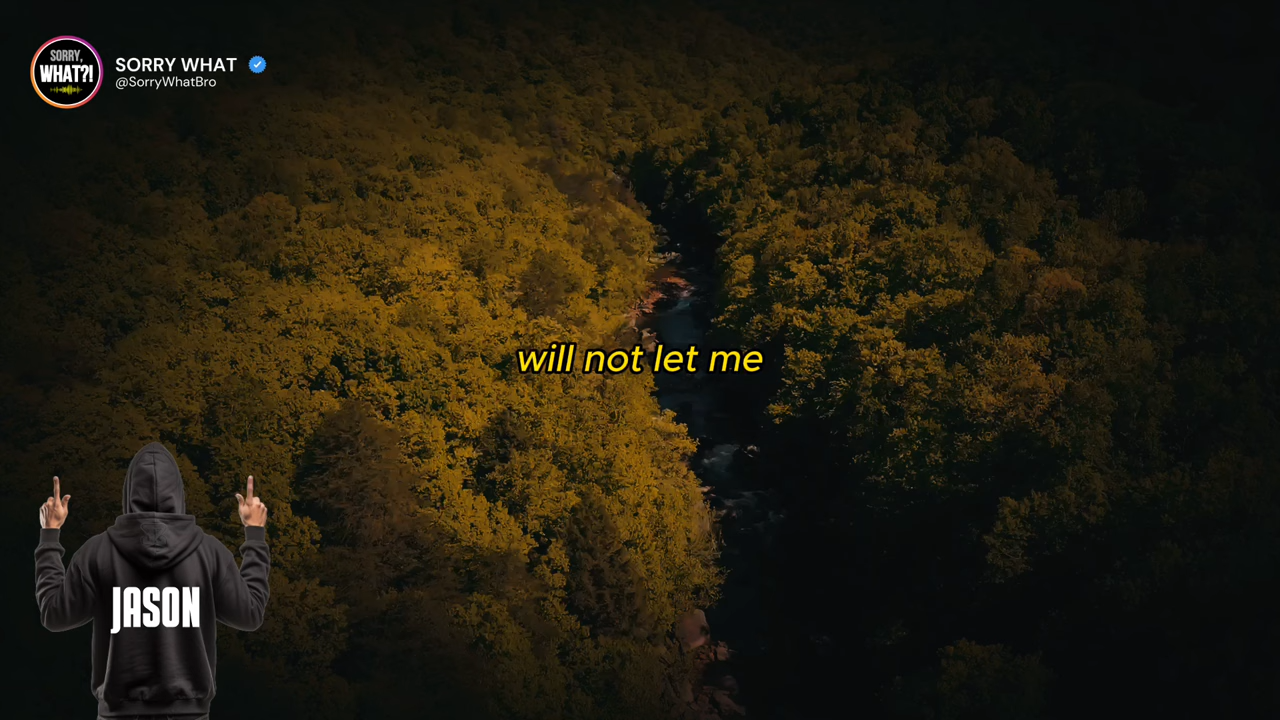 SORRY,
WHAT?!
SORRY WHAT
@SorryWhatBro
will not let me
JASON